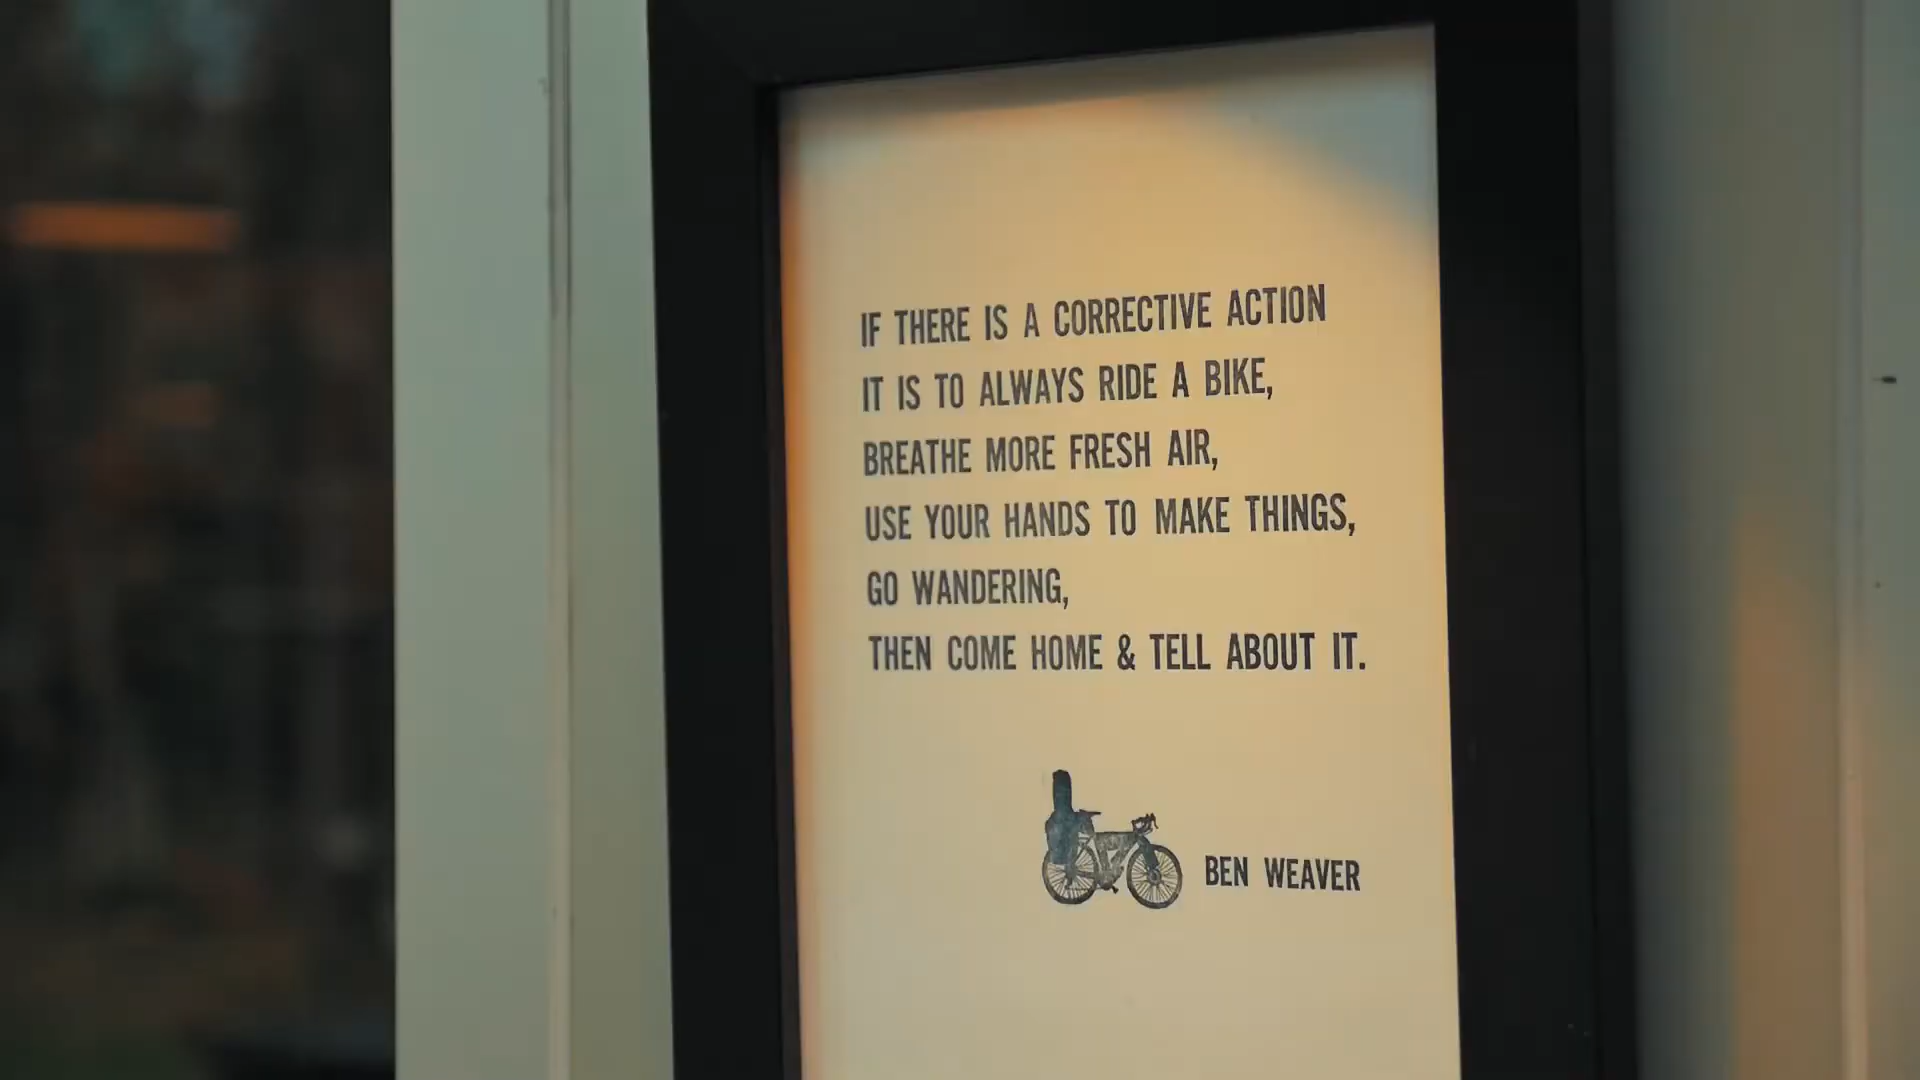 IF THERE IS A CORRECTIVE ACTION
IT IS TO ALWAYS RIDE A BIKE,
BREATHE MORE FRESH AIR,
USE YOUR HANDS TO MAKE THINGS,
GO WANDERING,
THEN COME HOME & TELL ABOUT IT.
BEN WEAVER